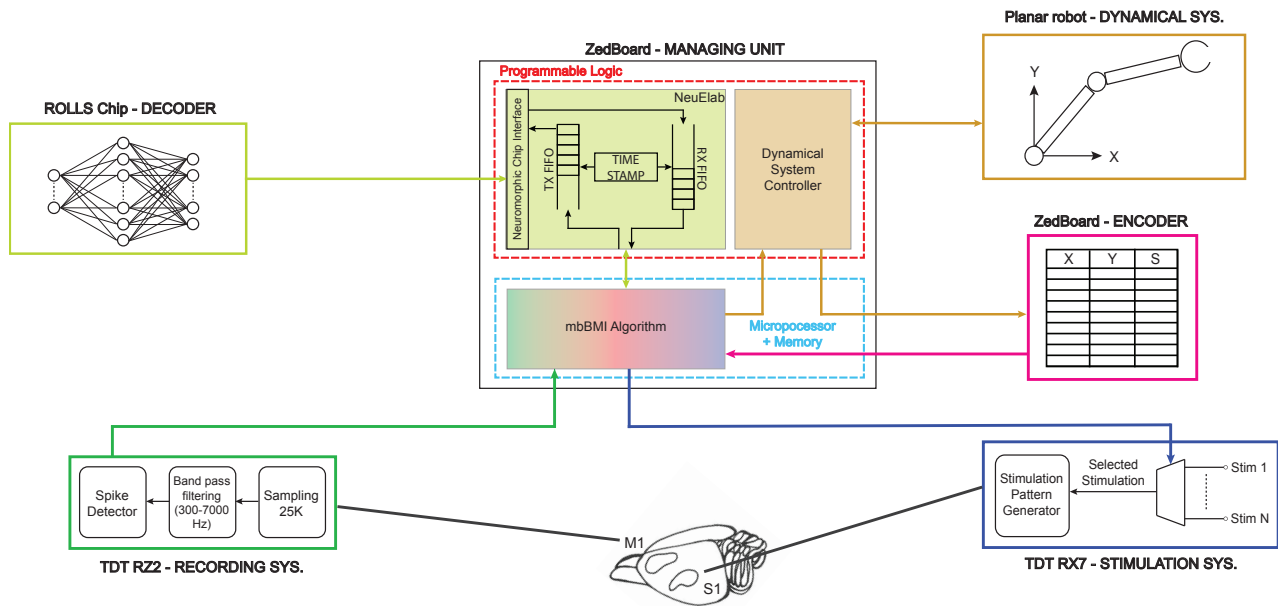 Planar robot - DYNAMICAL SYS.
Y
X
ZedBoard - MANAGING UNIT
Programmable Logic
NeuElab
Neuromorphic Chip Interface
TX FIFO
TIME
STAMP
RX FIFO
Dynamical
System
Controller
ROLLS Chip - DECODER
ZedBoard - ENCODER
X Y S
mbBMI Algorithm
Micropocessor
+ Memory
Spike
Detector
Band pass
filtering
(300-7000
Hz)
Sampling
25K
TDT RZ2 - RECORDING SYS.
M1
S1
Stimulation
Pattern
Generator
Selected
Stimulation
Stim 1
Stim N
TDT RX7 - STIMULATION SYS.